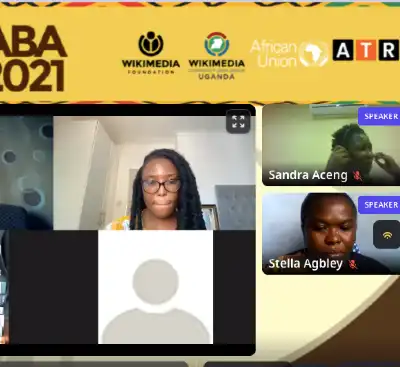 ABA
2021
WIKIMEDIA
FOUNDATION
WIKIMEDIA
UGANDA
African
Union
ATR
SPEAKER
Sandra Aceng
SPEAKER
Stella Agbley